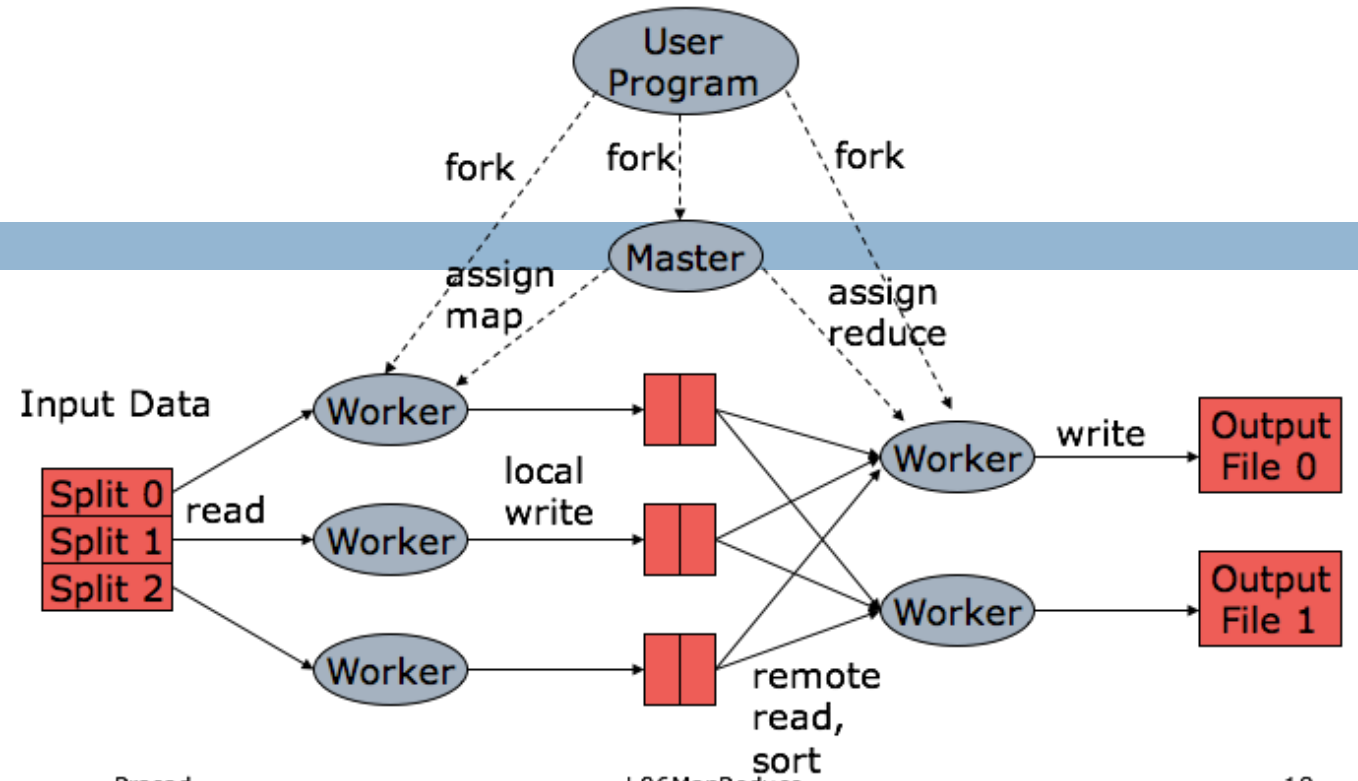 User
Program
fork
fork
fork
Master
assign
map
assign
reduce
Input Data
Worker
Split 0
Split 1
Split 2
read
local
write
Worker
Worker
Worker
write
Output
File 0
Worker
Output
File 1
remote
read,
sort